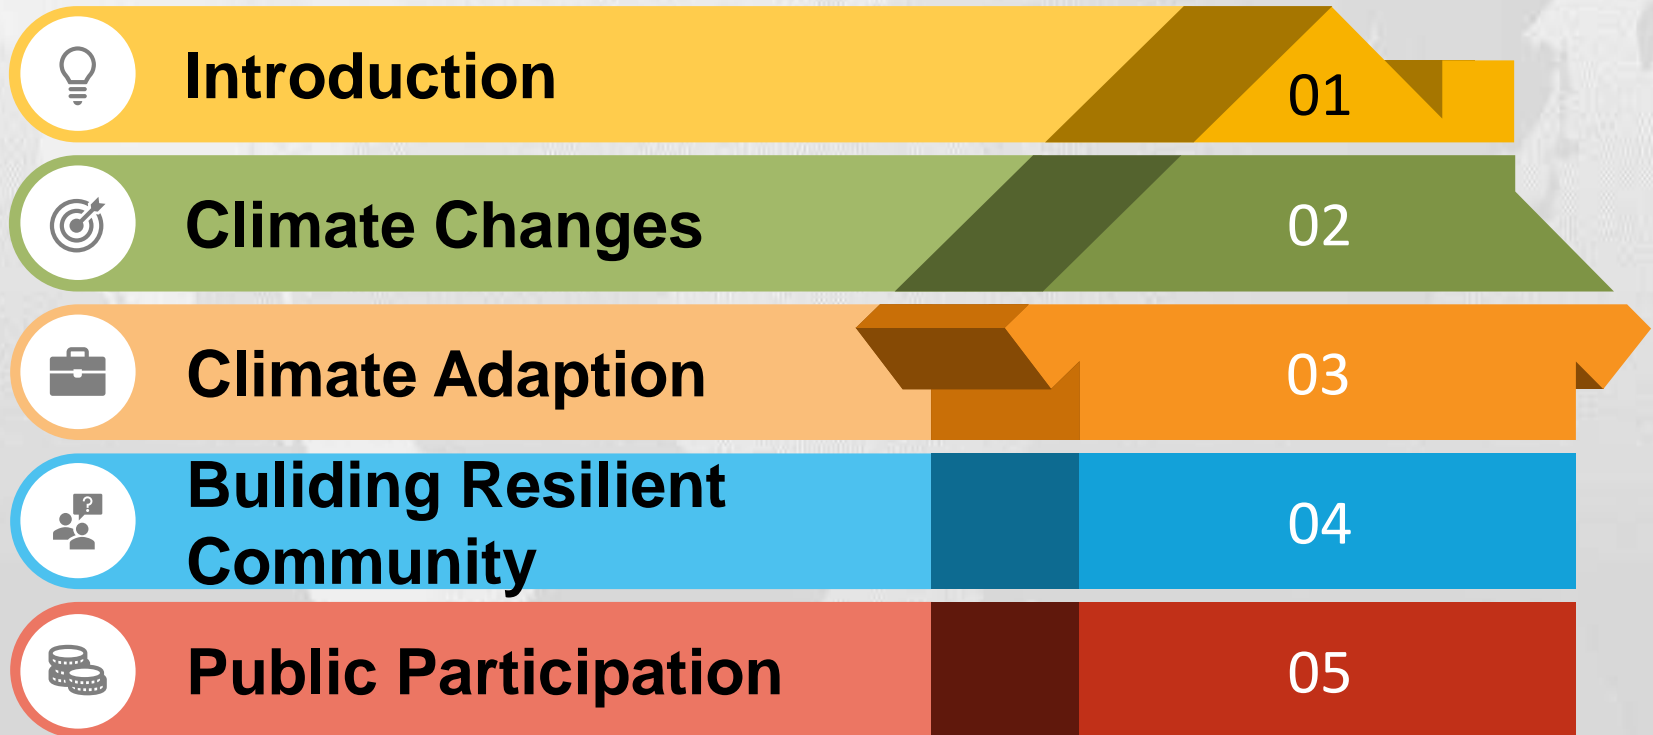 Introduction
01
Climate Changes
02
Climate Adaption
03
Buliding Resilient
Community
04
Public Participation
05
?